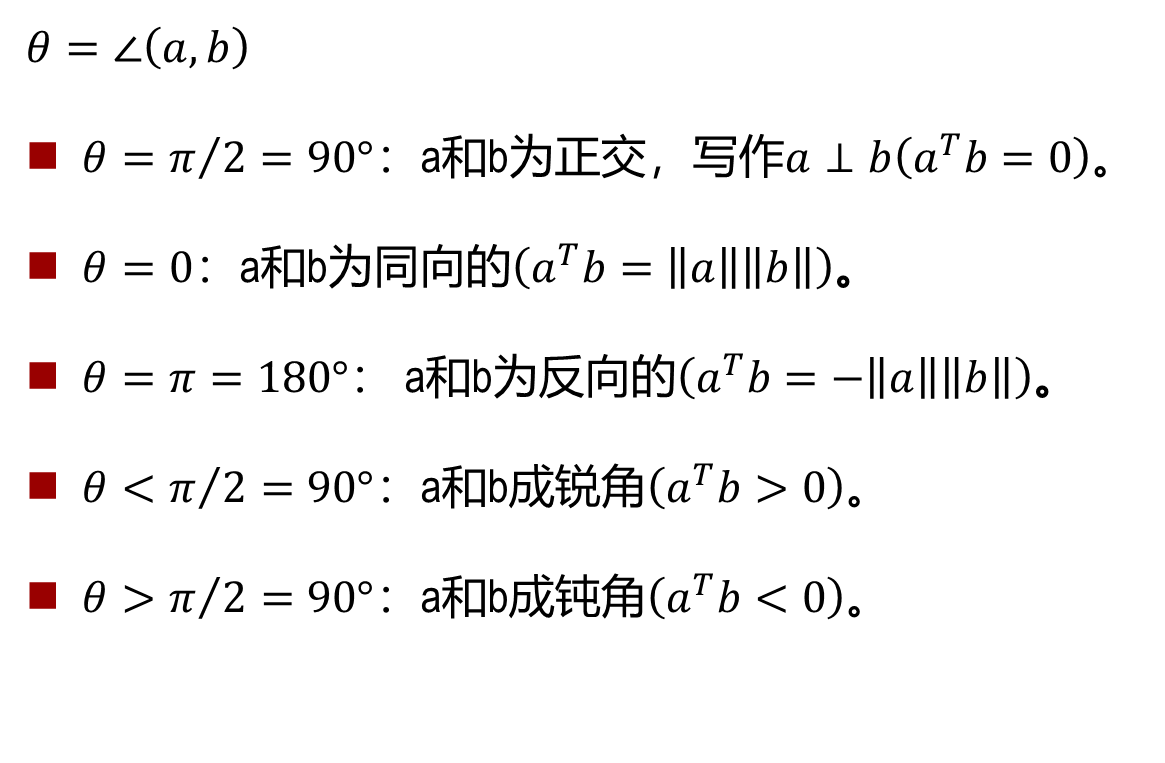 θ = ∠(a, b)
■ θ = π/2 = 90°：a和b为正交，写作a ⊥ b(aᵀb = 0)。
■ θ = 0：a和b为同向的(aᵀb = ‖a‖‖b‖)。
■ θ = π = 180°： a和b为反向的(aᵀb = −‖a‖‖b‖)。
■ θ < π/2 = 90°：a和b成锐角(aᵀb > 0)。
■ θ > π/2 = 90°：a和b成钝角(aᵀb < 0)。